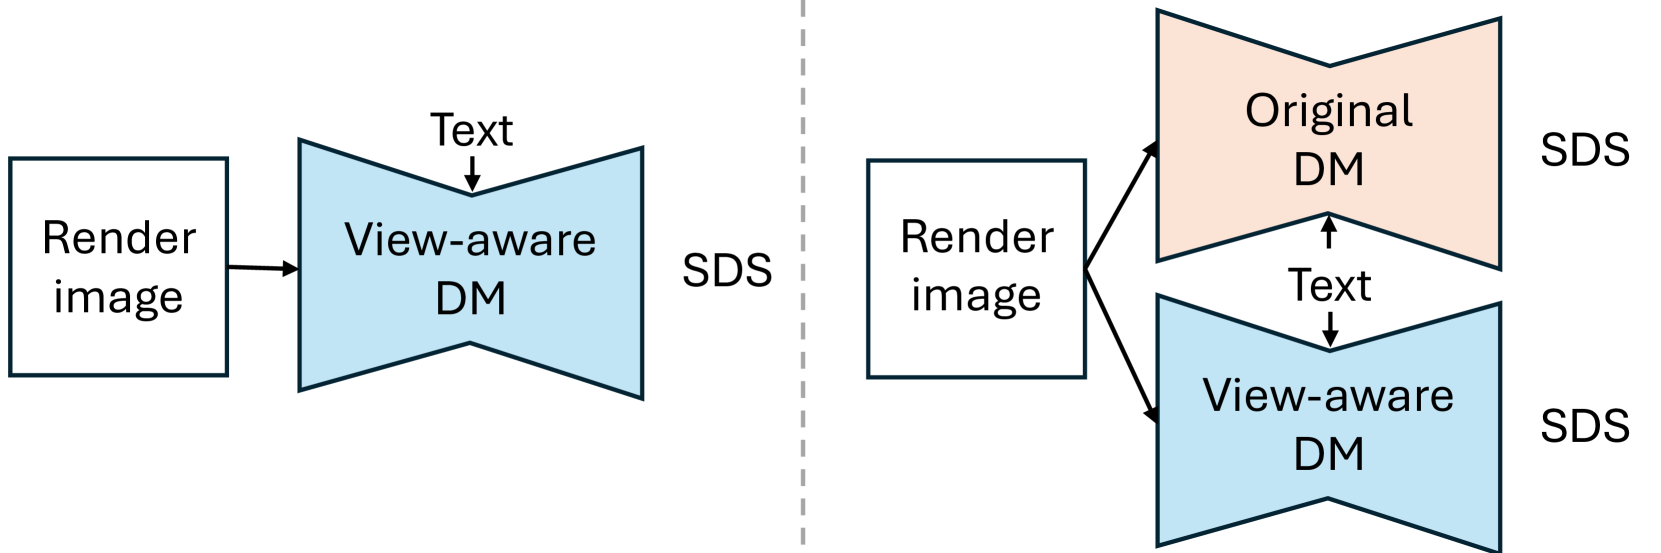 Text
Render
image
View-aware
DM
SDS
Original
DM
SDS
Render
image
Text
View-aware
DM
SDS